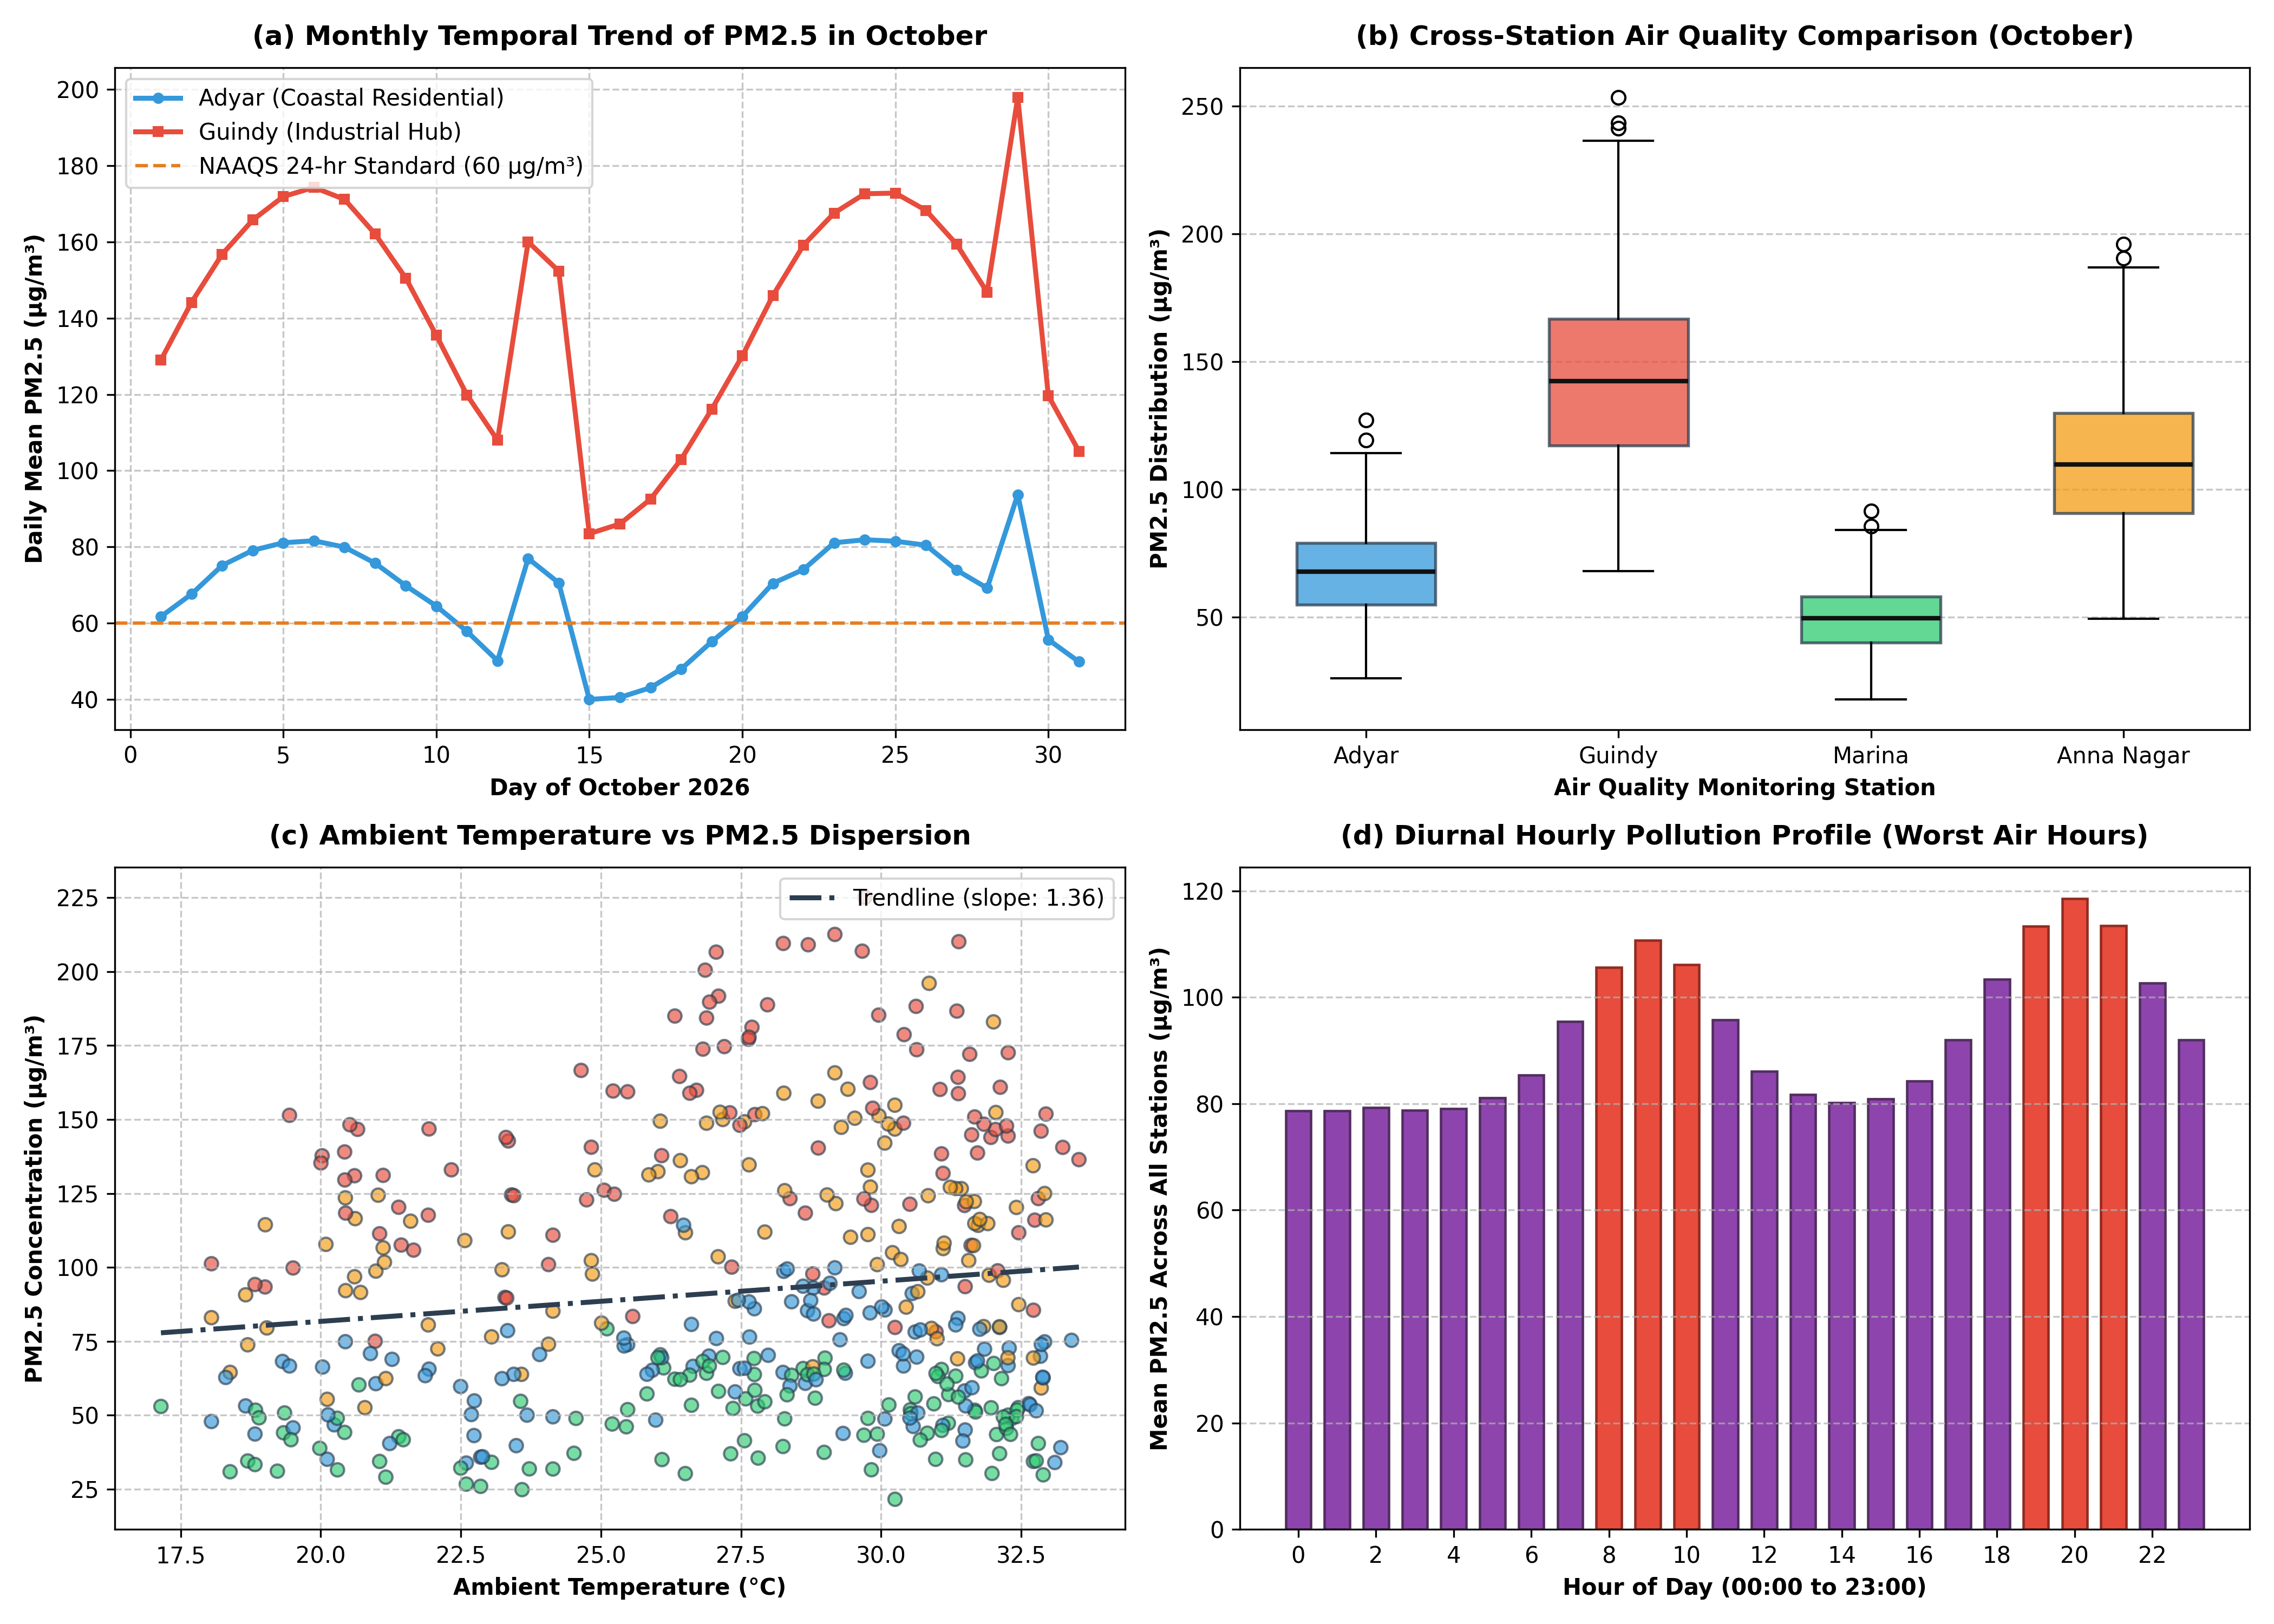 (a) Monthly Temporal Trend of PM2.5 in October
200
180
160
140
120
100
80
60
40
Daily Mean PM2.5 (µg/m³)
Adyar (Coastal Residential)
Guindy (Industrial Hub)
NAAQS 24-hr Standard (60 µg/m³)
0 5 10 15 20 25 30
Day of October 2026
(b) Cross-Station Air Quality Comparison (October)
250
200
150
100
50
PM2.5 Distribution (µg/m³)
Adyar Guindy Marina Anna Nagar
Air Quality Monitoring Station
(c) Ambient Temperature vs PM2.5 Dispersion
225
200
175
150
125
100
75
50
25
PM2.5 Concentration (µg/m³)
Trendline (slope: 1.36)
17.5 20.0 22.5 25.0 27.5 30.0 32.5
Ambient Temperature (°C)
(d) Diurnal Hourly Pollution Profile (Worst Air Hours)
120
100
80
60
40
20
0
Mean PM2.5 Across All Stations (µg/m³)
0 2 4 6 8 10 12 14 16 18 20 22
Hour of Day (00:00 to 23:00)